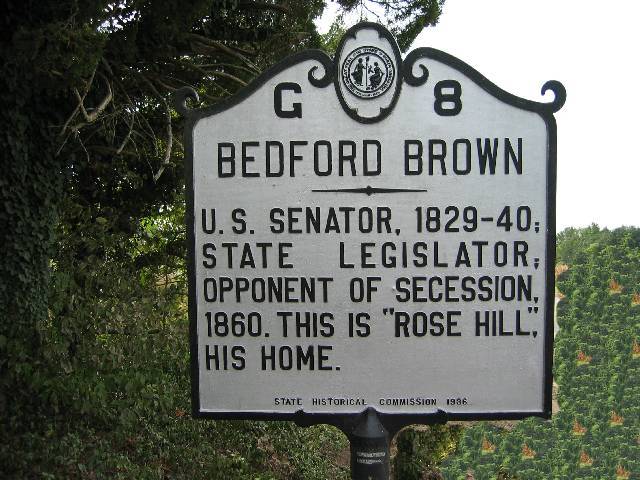 G 8
BEDFORD BROWN
U.S. SENATOR, 1829-40;
STATE LEGISLATOR;
OPPONENT OF SECESSION,
1860. THIS IS "ROSE HILL",
HIS HOME.
STATE HISTORICAL COMMISSION 1986